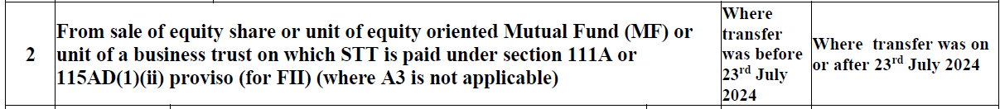 2
From sale of equity share or unit of equity oriented Mutual Fund (MF) or
unit of a business trust on which STT is paid under section 111A or
115AD(1)(ii) proviso (for FII) (where A3 is not applicable)
Where
transfer
was before
23rd July
2024
Where transfer was on
or after 23rd July 2024